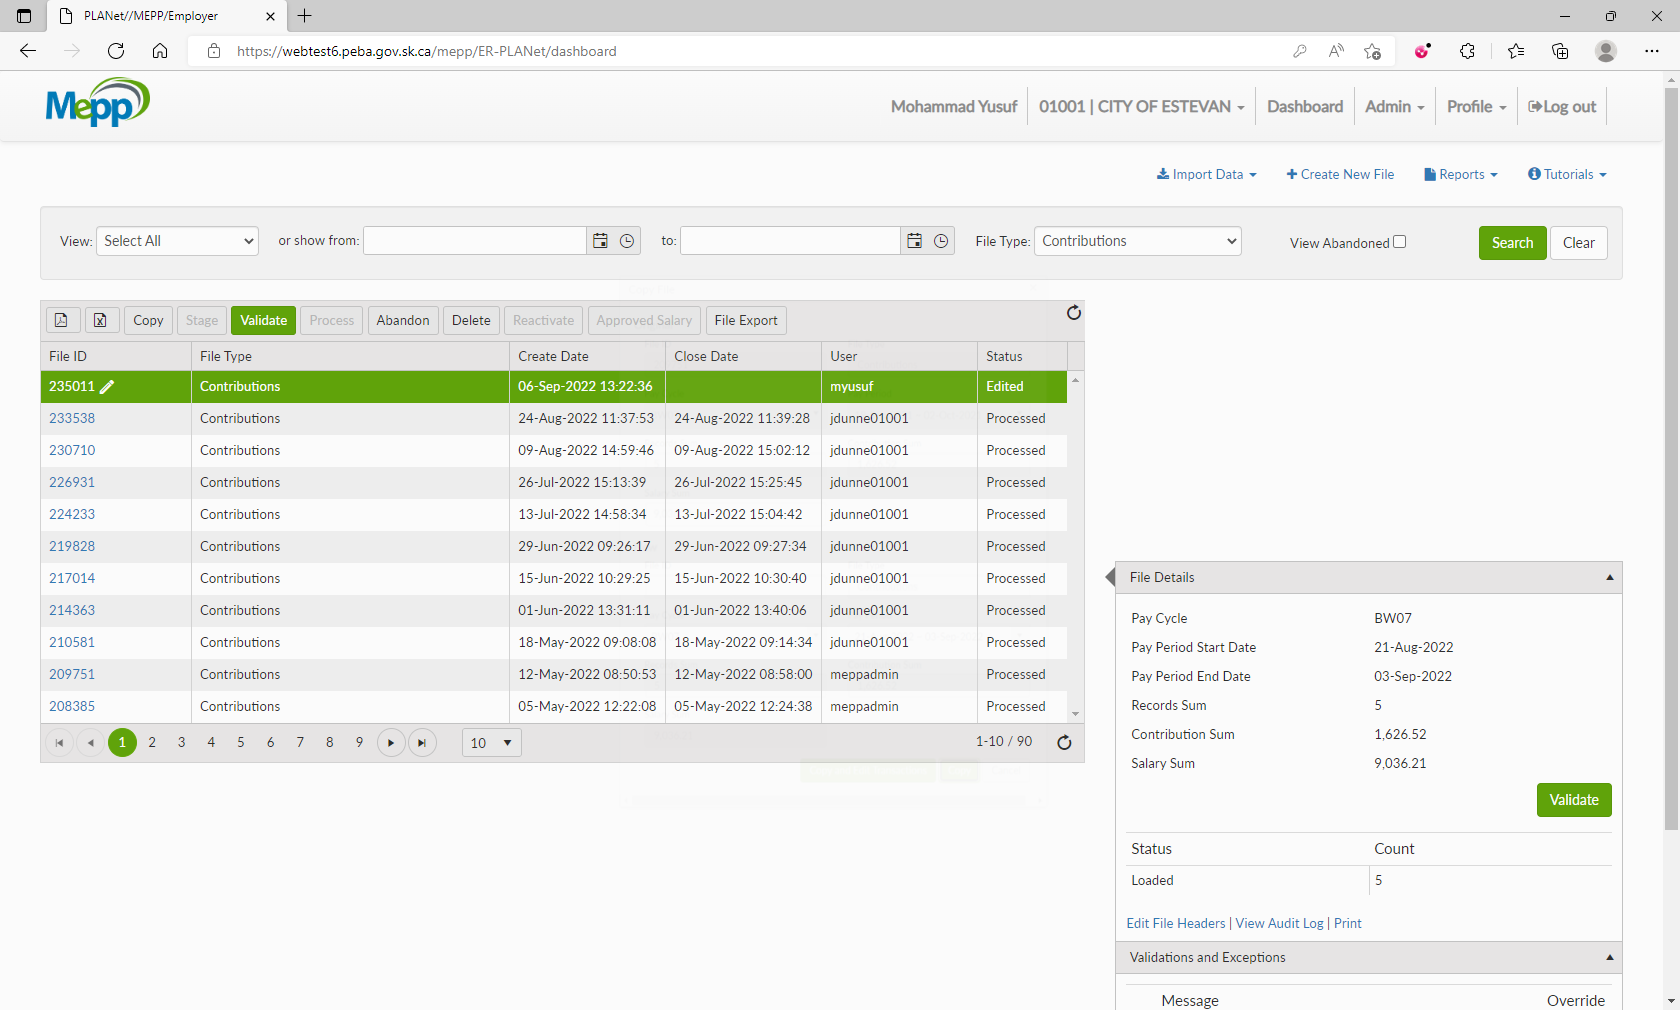 PLANet//MEPP/Employer
https://webtest6.peba.gov.sk.ca/mepp/ER-PLANet/dashboard
Mepp
Mohammad Yusuf 01001 | CITY OF ESTEVAN Dashboard Admin Profile Log out
Import Data Create New File Reports Tutorials
View: Select All or show from: to: File Type: Contributions View Abandoned Search Clear
Copy Stage Validate Process Abandon Delete Reactivate Approved Salary File Export
File ID File Type Create Date Close Date User Status
235011 Contributions 06-Sep-2022 13:22:36 myusuf Edited
233538 Contributions 24-Aug-2022 11:37:53 24-Aug-2022 11:39:28 jdunne01001 Processed
230710 Contributions 09-Aug-2022 14:59:46 09-Aug-2022 15:02:12 jdunne01001 Processed
226931 Contributions 26-Jul-2022 15:13:39 26-Jul-2022 15:25:45 jdunne01001 Processed
224233 Contributions 13-Jul-2022 14:58:34 13-Jul-2022 15:04:42 jdunne01001 Processed
219828 Contributions 29-Jun-2022 09:26:17 29-Jun-2022 09:27:34 jdunne01001 Processed
217014 Contributions 15-Jun-2022 10:29:25 15-Jun-2022 10:30:40 jdunne01001 Processed
214363 Contributions 01-Jun-2022 13:31:11 01-Jun-2022 13:40:06 jdunne01001 Processed
210581 Contributions 18-May-2022 09:08:08 18-May-2022 09:14:34 jdunne01001 Processed
209751 Contributions 12-May-2022 08:50:53 12-May-2022 08:58:00 meppadmin Processed
208385 Contributions 05-May-2022 12:22:08 05-May-2022 12:24:38 meppadmin Processed
1 2 3 4 5 6 7 8 9 10 1-10 / 90
File Details
Pay Cycle BW07
Pay Period Start Date 21-Aug-2022
Pay Period End Date 03-Sep-2022
Records Sum 5
Contribution Sum 1,626.52
Salary Sum 9,036.21
Validate
Status Count
Loaded 5
Edit File Headers | View Audit Log | Print
Validations and Exceptions
Message Override